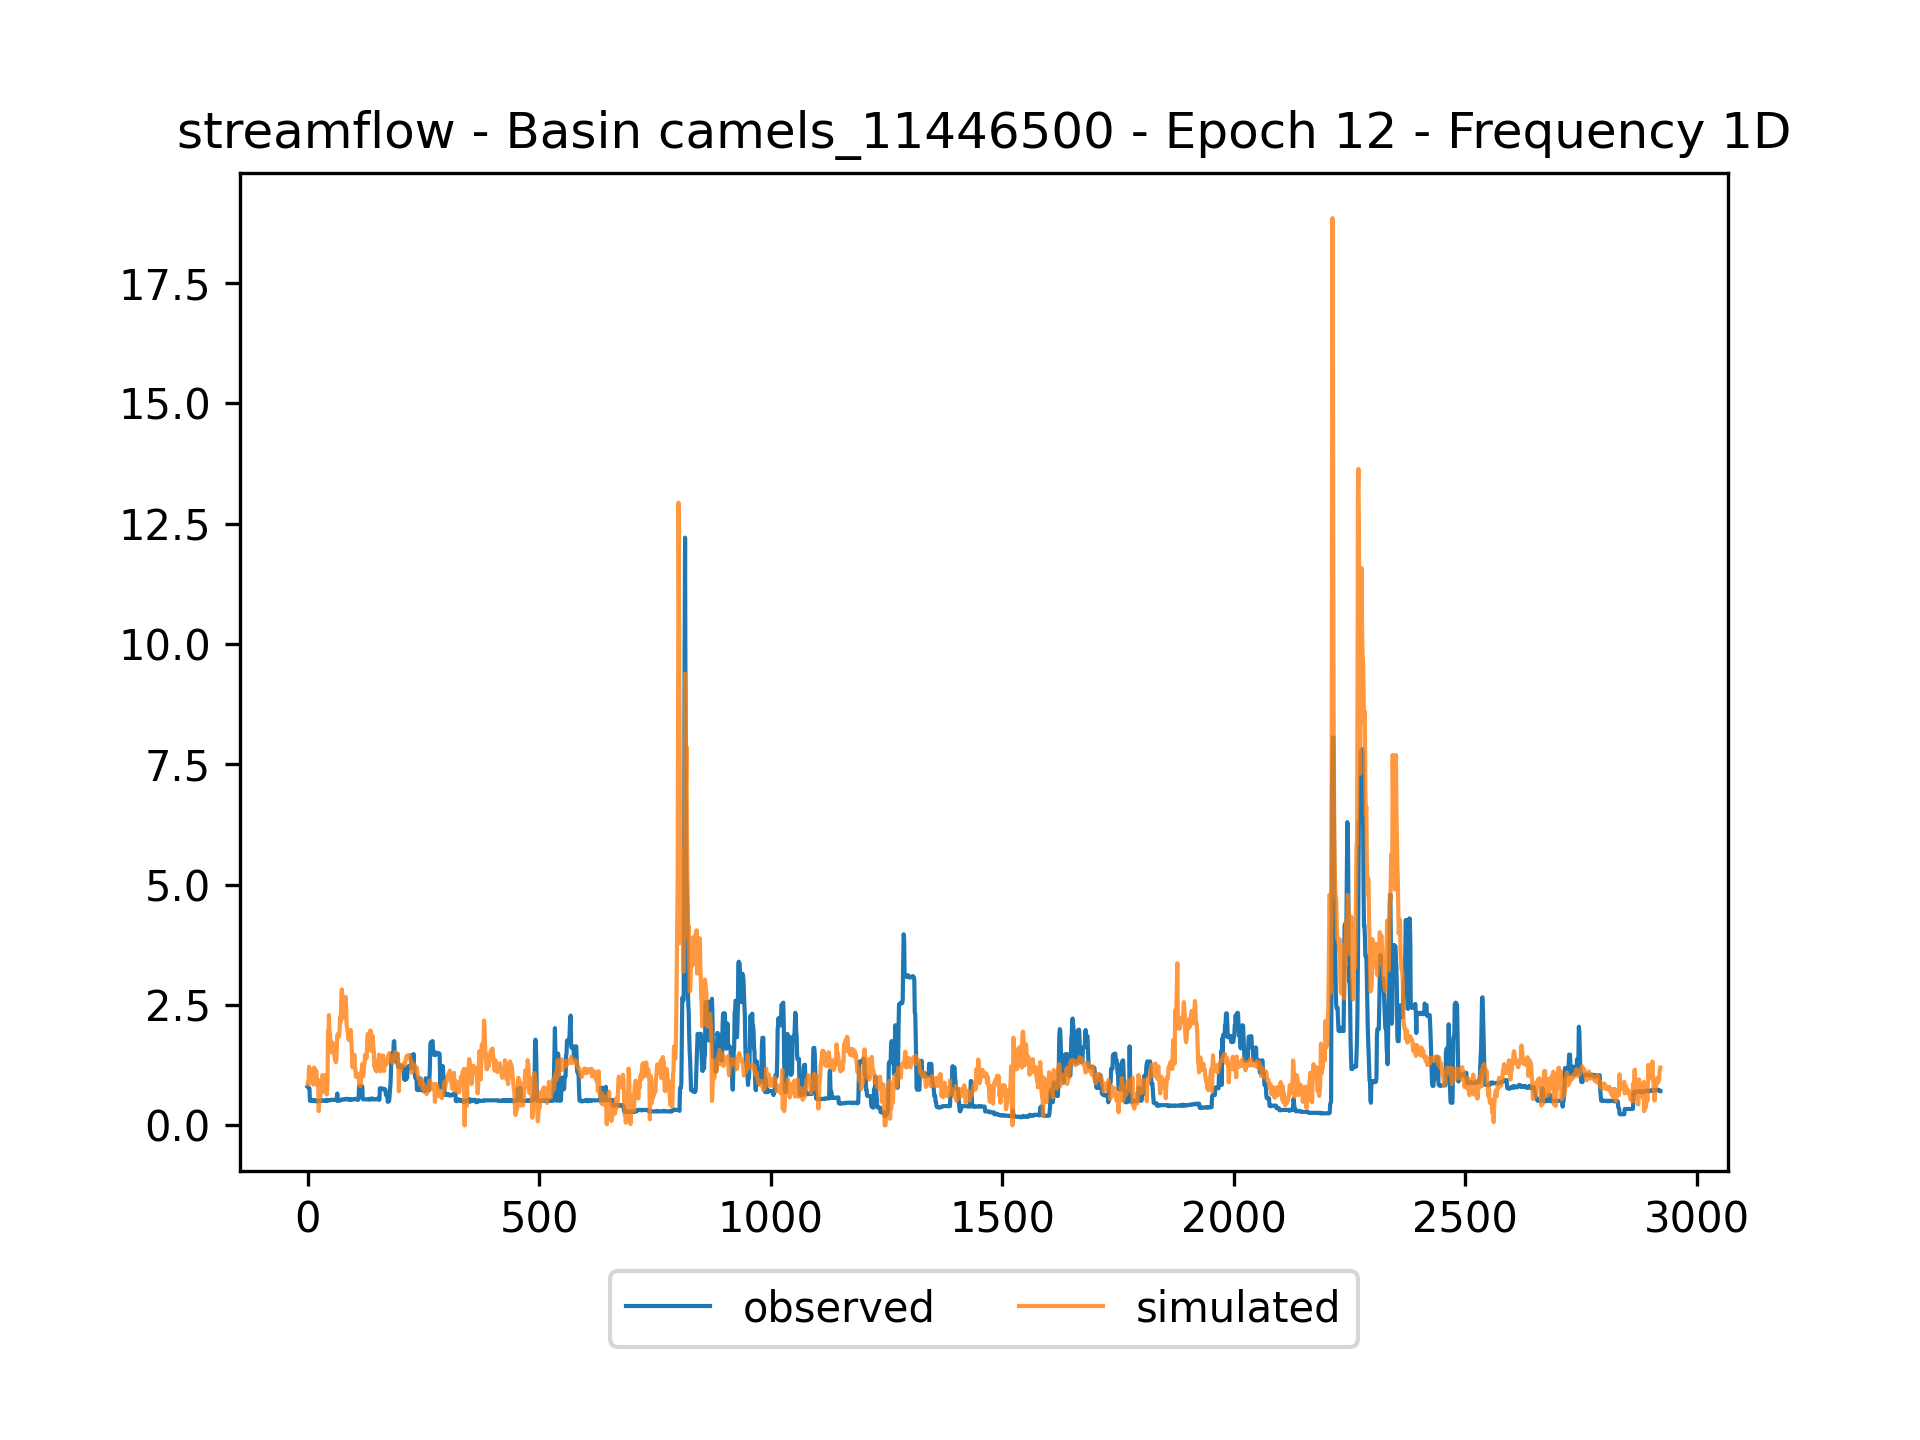 streamflow - Basin camels_11446500 - Epoch 12 - Frequency 1D
17.5
15.0
12.5
10.0
7.5
5.0
2.5
0.0
0 500 1000 1500 2000 2500 3000
observed simulated